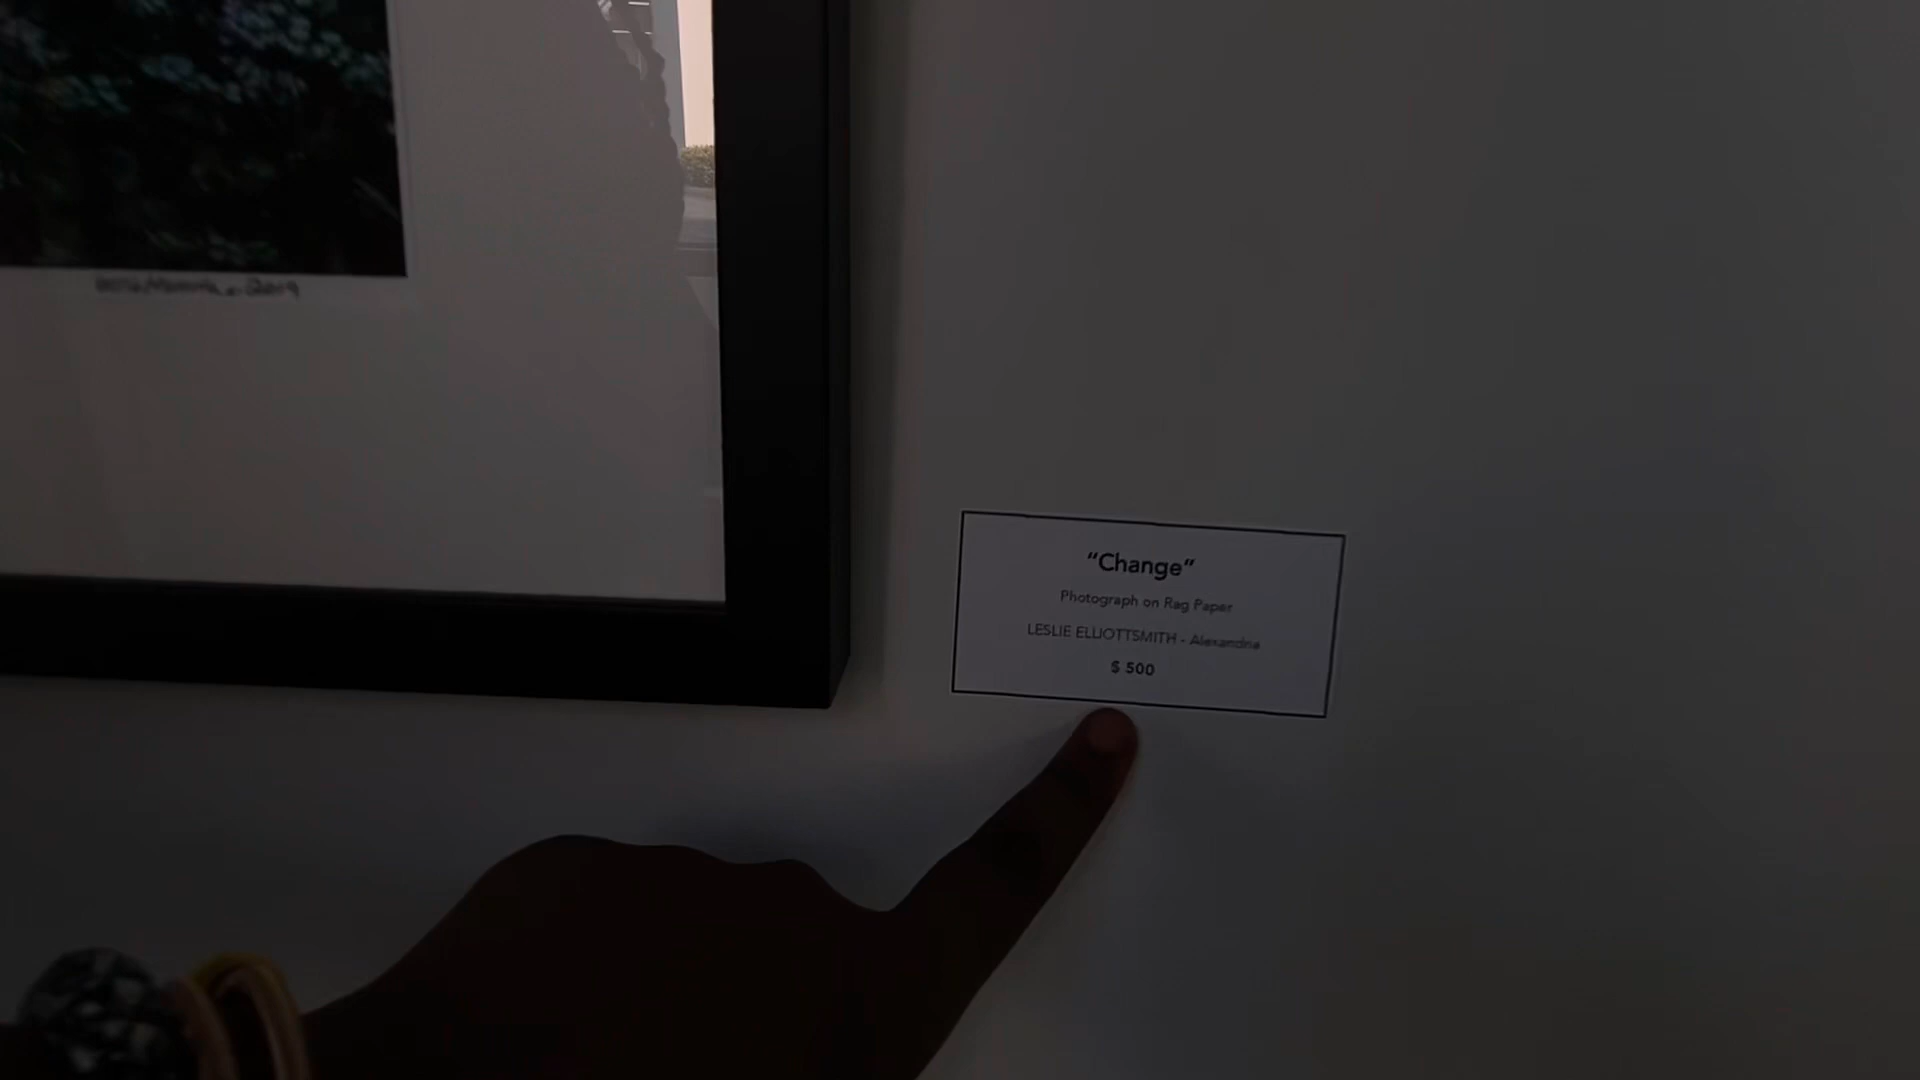 “Change”
Photograph on Rag Paper
LESLIE ELLIOTTSMITH - Alexandria
$ 500